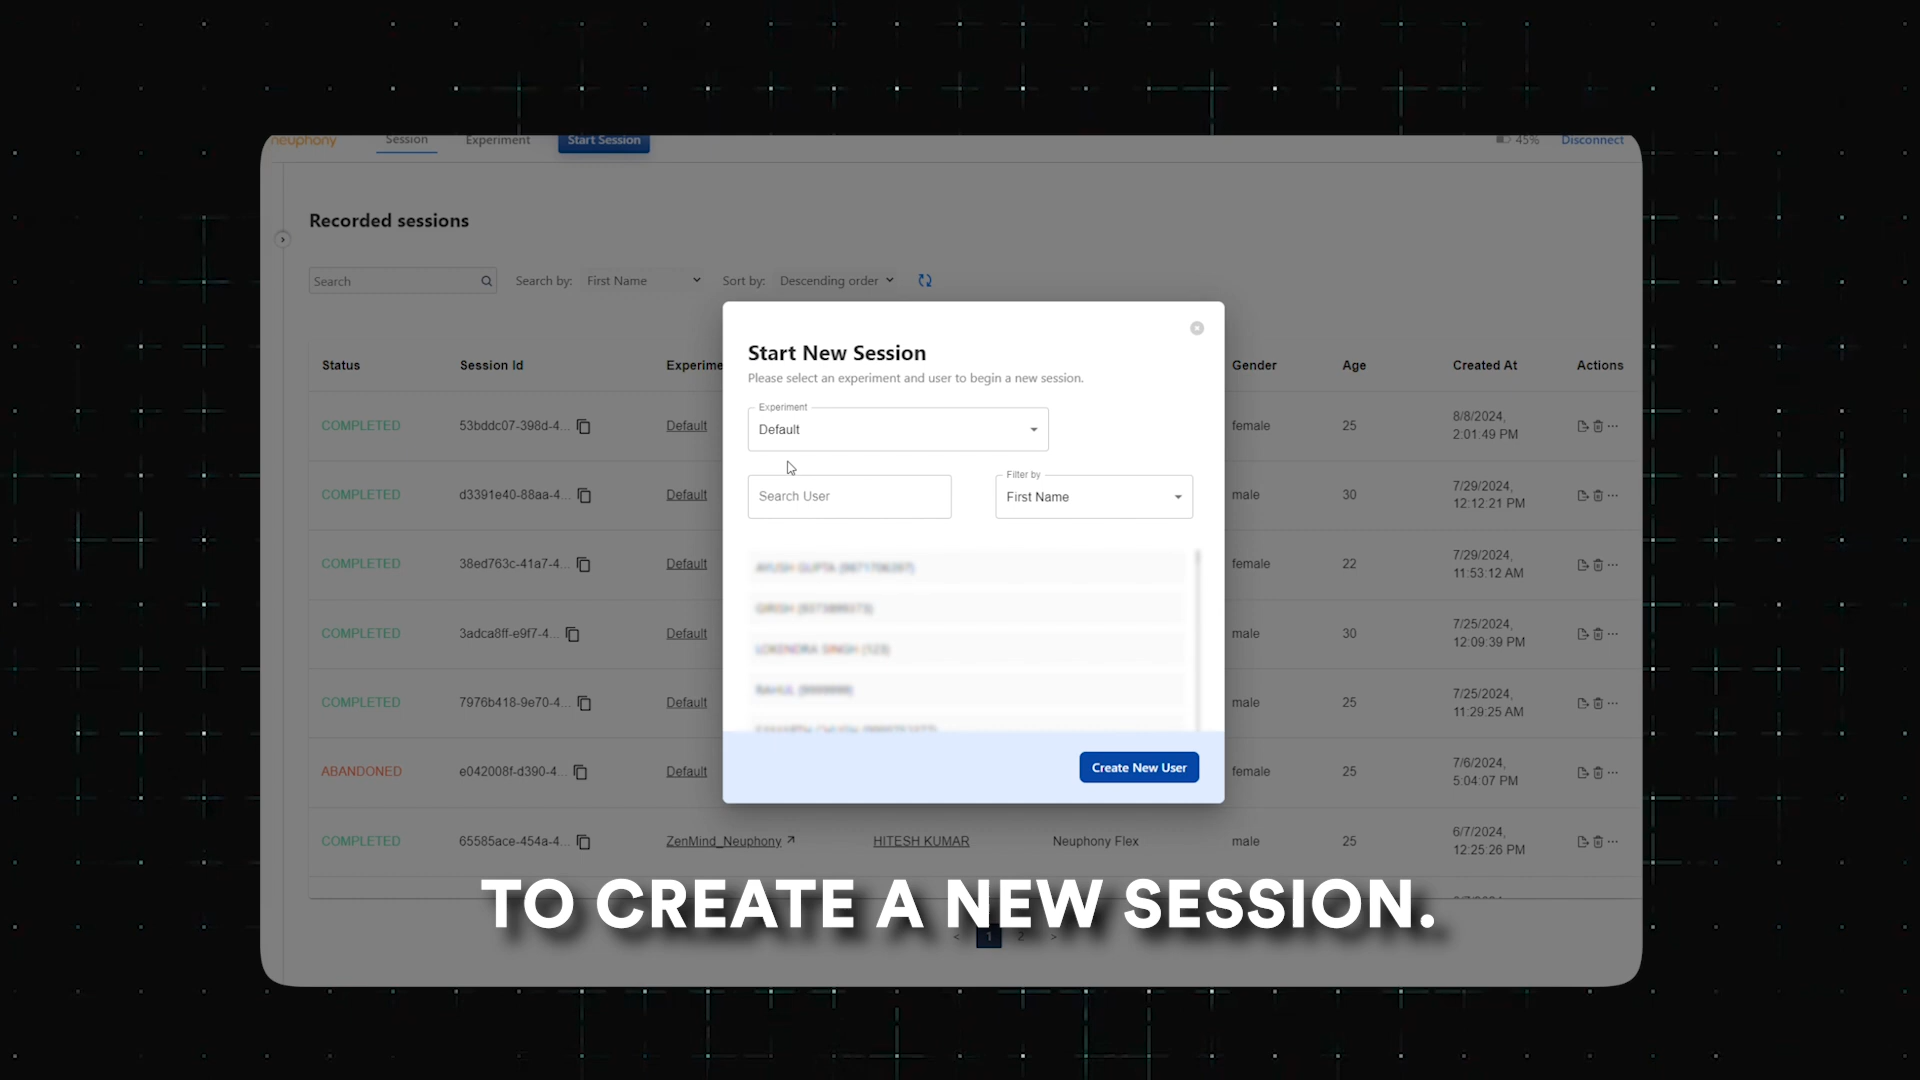 neuphony Session Experiment Start Session 45% Disconnect
Recorded sessions
Search Search by: First Name Sort by: Descending order
Start New Session
Please select an experiment and user to begin a new session.
Experiment
Default
Search User
Filter by
First Name
Create New User
Status Session Id Experime Gender Age Created At Actions
COMPLETED 53bddc07-398d-4... Default female 25 8/8/2024, 2:01:49 PM
COMPLETED d3391e40-88aa-4... Default male 30 7/29/2024, 12:12:21 PM
COMPLETED 38ed763c-41a7-4... Default female 22 7/29/2024, 11:53:12 AM
COMPLETED 3adca8ff-e9f7-4... Default male 30 7/25/2024, 12:09:39 PM
COMPLETED 7976b418-9e70-4... Default male 25 7/25/2024, 11:29:25 AM
ABANDONED e042008f-d390-4... Default female 25 7/6/2024, 5:04:07 PM
COMPLETED 65585ace-454a-4... ZenMind_Neuphony HITESH KUMAR Neuphony Flex male 25 6/7/2024, 12:25:26 PM
TO CREATE A NEW SESSION.
< 1 2 >